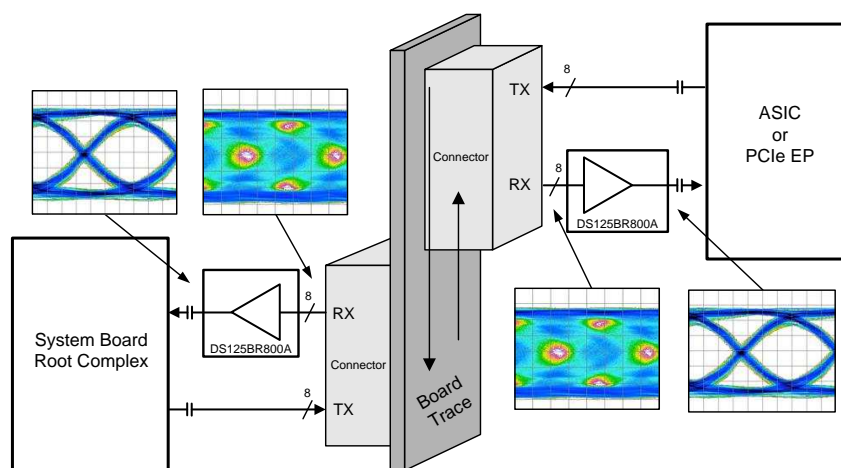 8
TX
ASIC
or
PCIe EP
Connector
8
RX
DS125BR800A
8
System Board
Root Complex
DS125BR800A
RX
Connector
8
TX
Board
Trace